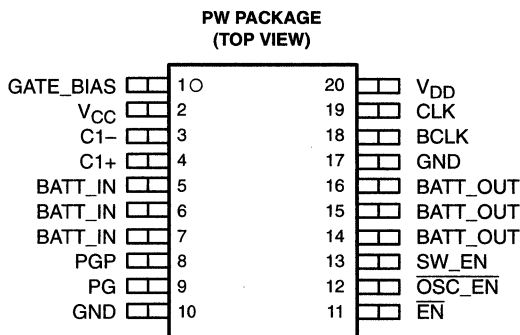 PW PACKAGE
(TOP VIEW)
GATE_BIAS 1 20 VDD
VCC 2 19 CLK
C1− 3 18 BCLK
C1+ 4 17 GND
BATT_IN 5 16 BATT_OUT
BATT_IN 6 15 BATT_OUT
BATT_IN 7 14 BATT_OUT
PGP 8 13 SW_EN
PG 9 12 OSC_EN
GND 10 11 EN